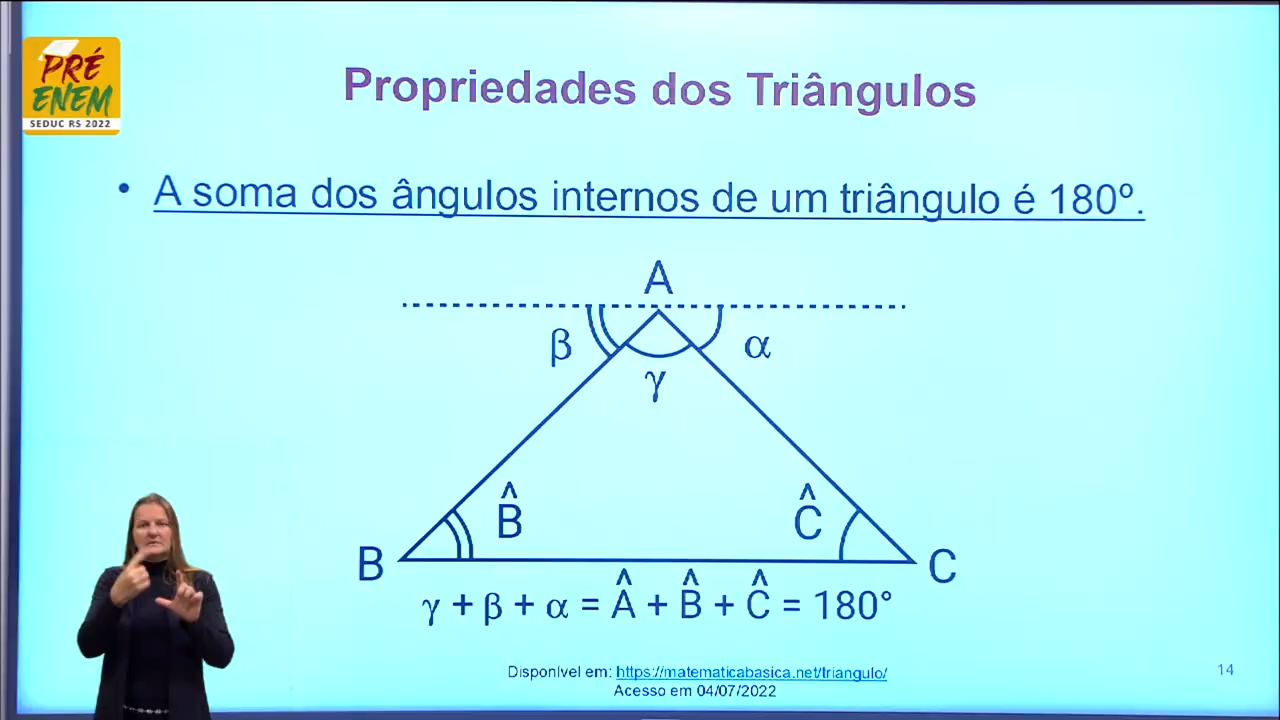 PRÉ
ENEM
SEDUC RS 2022
Propriedades dos Triângulos
• A soma dos ângulos internos de um triângulo é 180º.
A
β
α
γ
B̂
Ĉ
B
C
γ + β + α = Â + B̂ + Ĉ = 180°
Disponível em: https://matematicabasica.net/triangulo/
Acesso em 04/07/2022
14